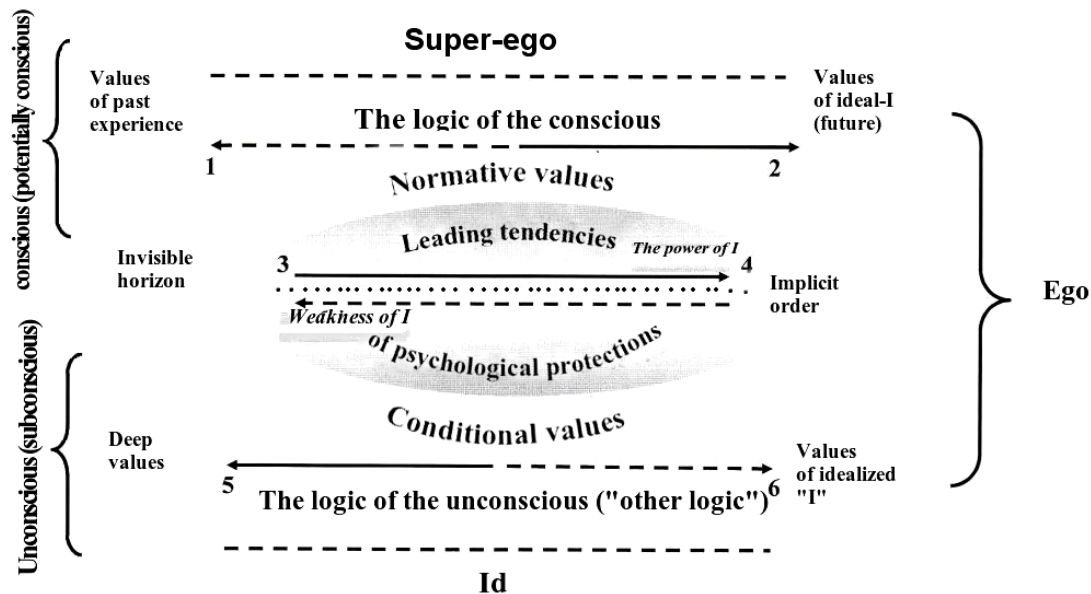 Super-ego
conscious (potentially conscious)
Values
of past
experience
Values
of ideal-I
(future)
The logic of the conscious
1
2
Normative values
Leading tendencies
The power of I
Invisible
horizon
3
4
Implicit
order
Ego
Weakness of I
of psychological protections
Unconscious (subconscious)
Conditional values
Deep
values
Values
of idealized
"I"
5
6
The logic of the unconscious ("other logic")
Id